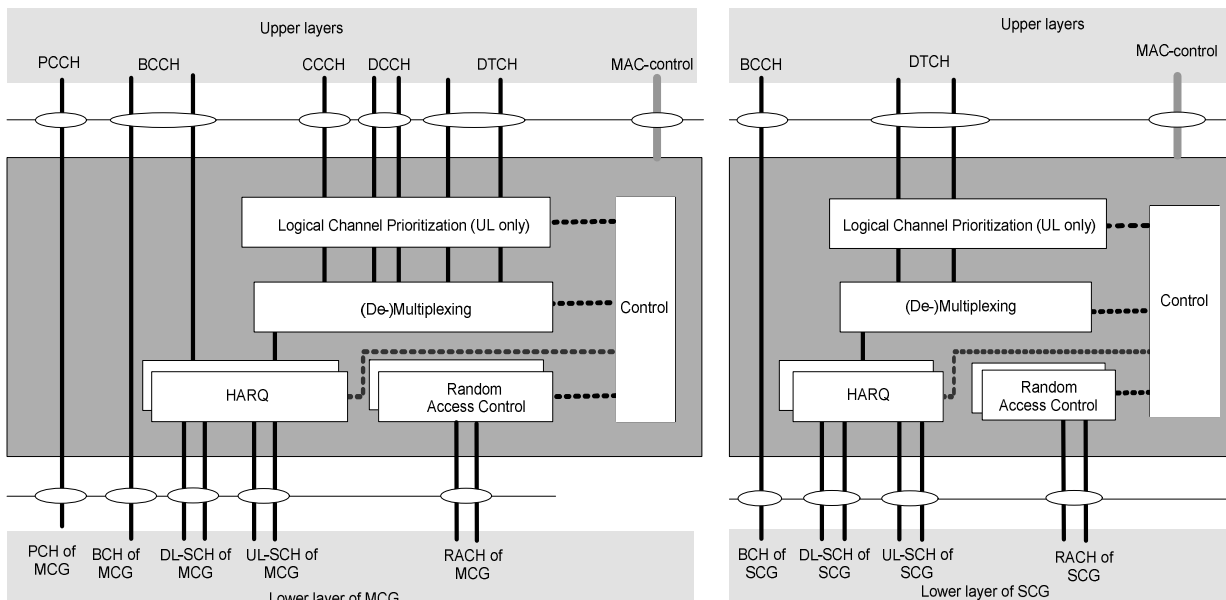 Upper layers
PCCH BCCH CCCH DCCH DTCH MAC-control
Logical Channel Prioritization (UL only)
(De-)Multiplexing
Control
HARQ
Random
Access Control
PCH of
MCG
BCH of
MCG
DL-SCH of
MCG
UL-SCH of
MCG
RACH of
MCG
Lower layer of MCG
Upper layers
BCCH DTCH MAC-control
Logical Channel Prioritization (UL only)
(De-)Multiplexing
Control
HARQ
Random
Access Control
BCH of
SCG
DL-SCH of
SCG
UL-SCH of
SCG
RACH of
SCG
Lower layer of SCG